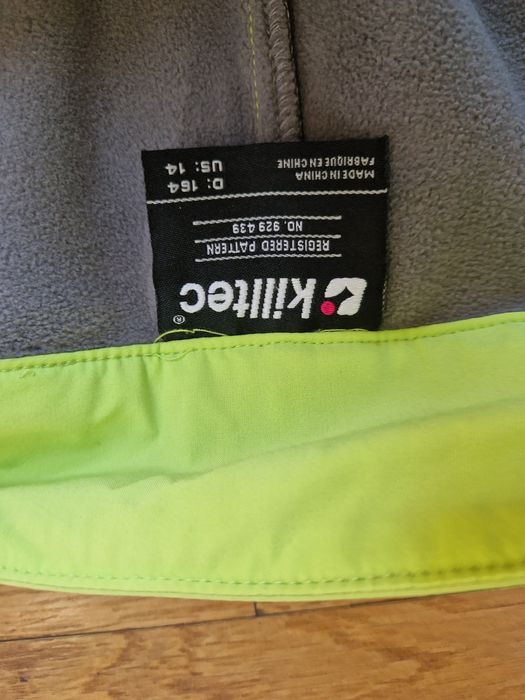 killtec®
REGISTERED PATTERN
NO. 929 439
MADE IN CHINA
FABRIQUE EN CHINE
D: 164
US: 14